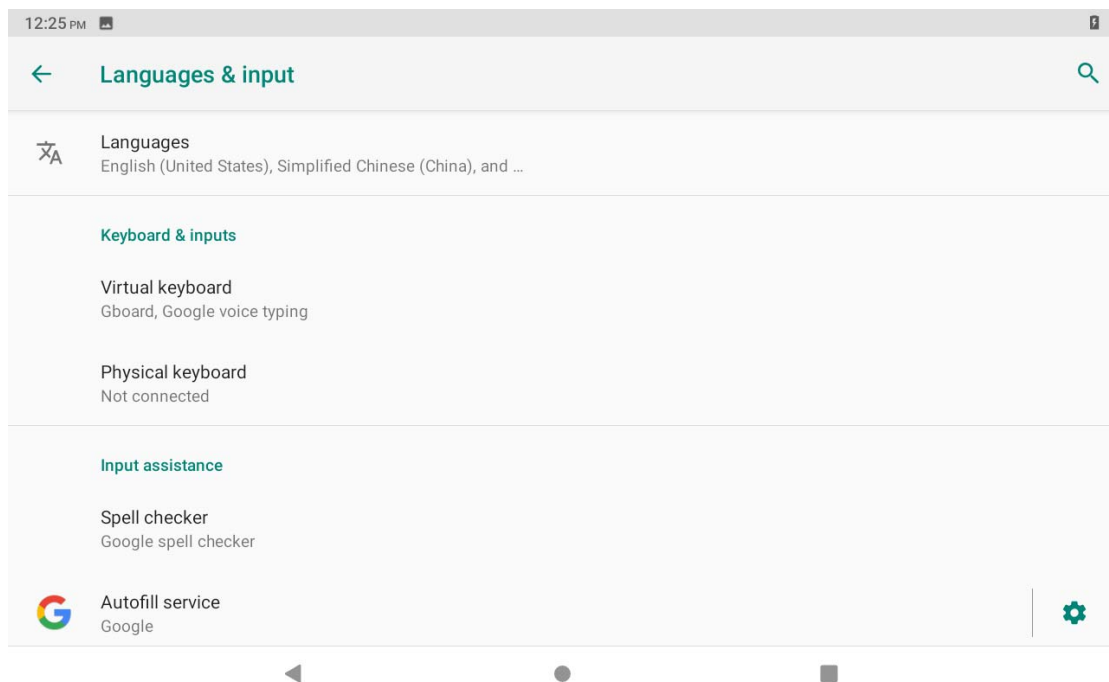 12:25 PM
Languages & input
Languages
English (United States), Simplified Chinese (China), and ...
Keyboard & inputs
Virtual keyboard
Gboard, Google voice typing
Physical keyboard
Not connected
Input assistance
Spell checker
Google spell checker
Autofill service
Google